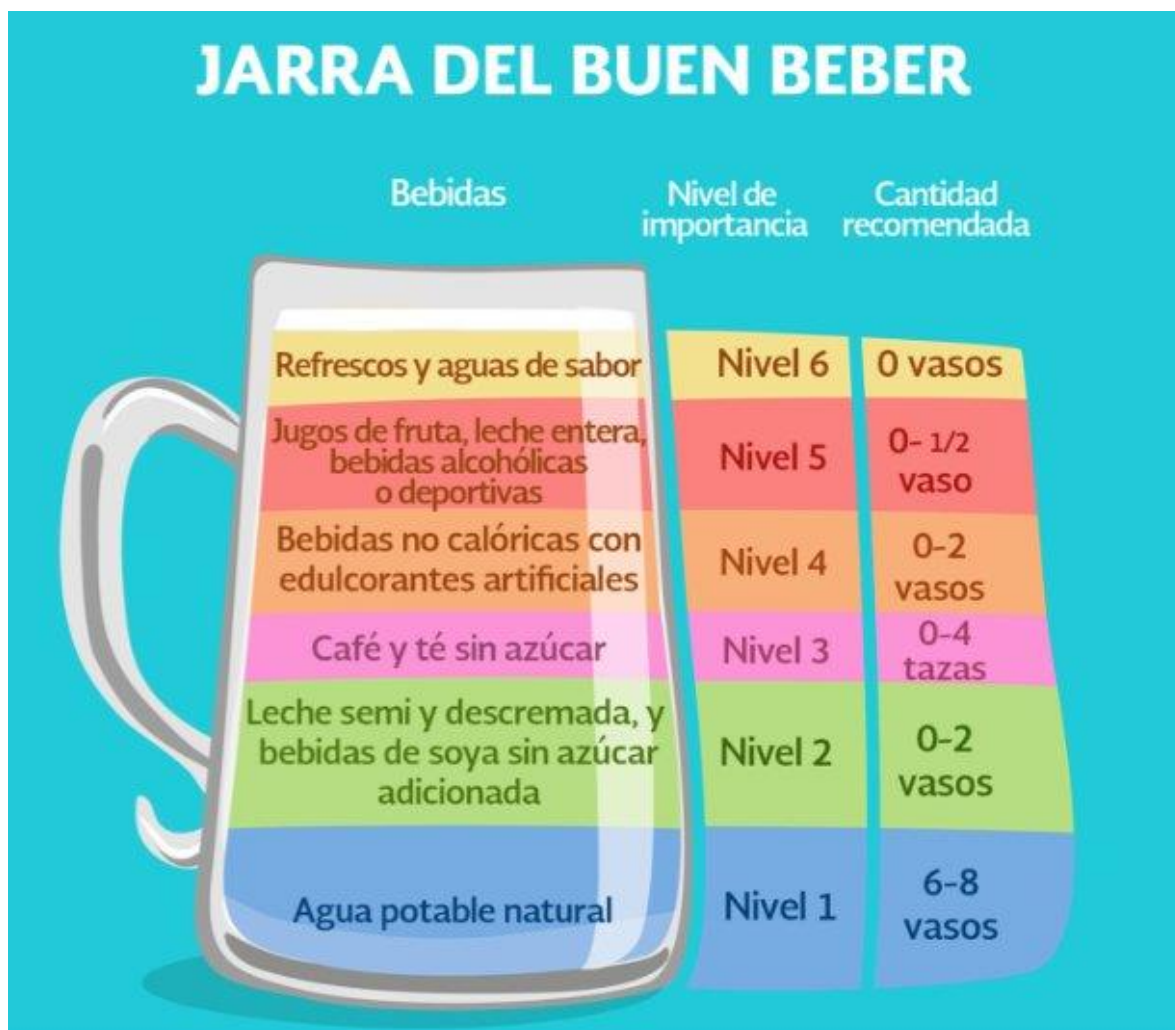 JARRA DEL BUEN BEBER
Bebidas
Nivel de
importancia
Cantidad
recomendada
Refrescos y aguas de sabor
Nivel 6
0 vasos
Jugos de fruta, leche entera,
bebidas alcohólicas
o deportivas
Nivel 5
0- 1/2
vaso
Bebidas no calóricas con
edulcorantes artificiales
Nivel 4
0-2
vasos
Café y té sin azúcar
Nivel 3
0-4
tazas
Leche semi y descremada, y
bebidas de soya sin azúcar
adicionada
Nivel 2
0-2
vasos
Agua potable natural
Nivel 1
6-8
vasos